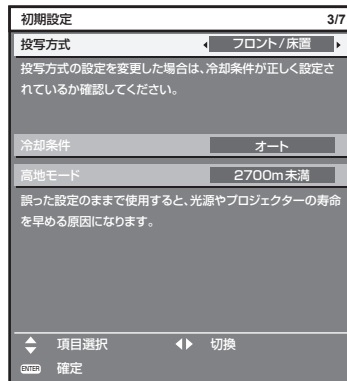 初期設定 3/7
投写方式 フロント/床置
投写方式の設定を変更した場合は、冷却条件が正しく設定さ
れているか確認してください。
冷却条件 オート
高地モード 2700m未満
誤った設定のままで使用すると、光源やプロジェクターの寿命
を早める原因になります。
項目選択 切換
ENTER 確定